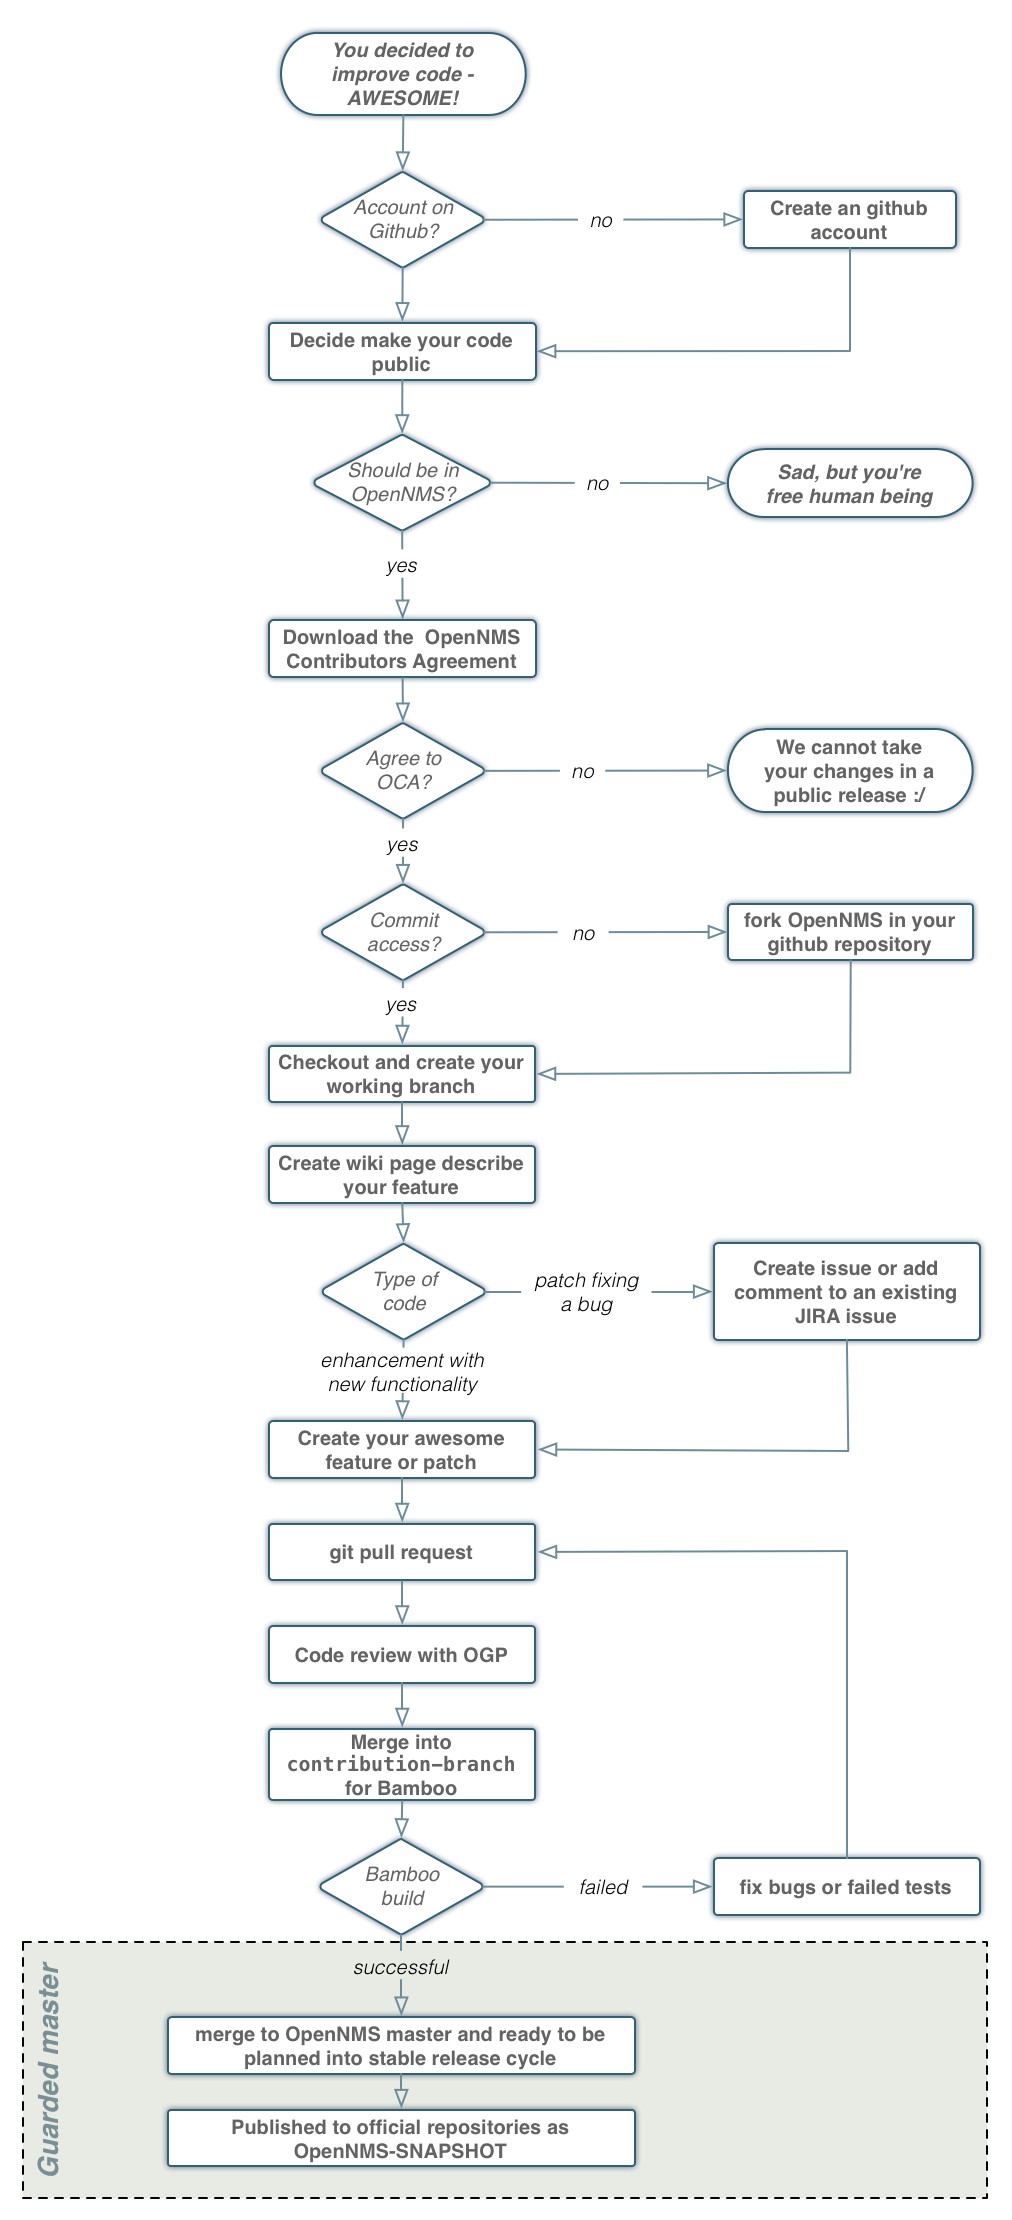 You decided to
improve code -
AWESOME!
Account on
Github?
no
Create an github
account
Decide make your code
public
Should be in
OpenNMS?
no
Sad, but you're
free human being
yes
Download the  OpenNMS
Contributors Agreement
Agree to
OCA?
no
We cannot take
your changes in a
public release :/
yes
Commit
access?
no
fork OpenNMS in your
github repository
yes
Checkout and create your
working branch
Create wiki page describe
your feature
Type of
code
patch fixing
a bug
Create issue or add
comment to an existing
JIRA issue
enhancement with
new functionality
Create your awesome
feature or patch
git pull request
Code review with OGP
Merge into
contribution-branch
for Bamboo
Bamboo
build
failed
fix bugs or failed tests
Guarded master
successful
merge to OpenNMS master and ready to be
planned into stable release cycle
Published to official repositories as
OpenNMS-SNAPSHOT